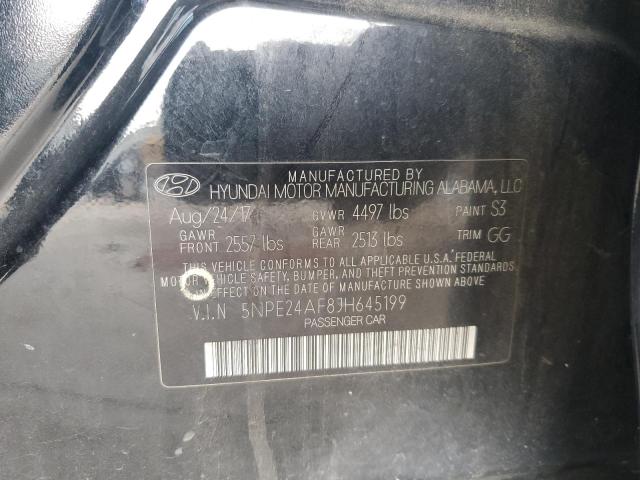 MANUFACTURED BY
HYUNDAI MOTOR MANUFACTURING ALABAMA, LLC
Aug/24/17 GVWR 4497 lbs PAINT S3
GAWR FRONT 2557 lbs GAWR REAR 2513 lbs TRIM GG
THIS VEHICLE CONFORMS TO ALL APPLICABLE U.S.A. FEDERAL
MOTOR VEHICLE SAFETY, BUMPER, AND THEFT PREVENTION STANDARDS
IN EFFECT ON THE DATE OF MANUFACTURE SHOWN ABOVE
V.I.N 5NPE24AF8JH645199
PASSENGER CAR